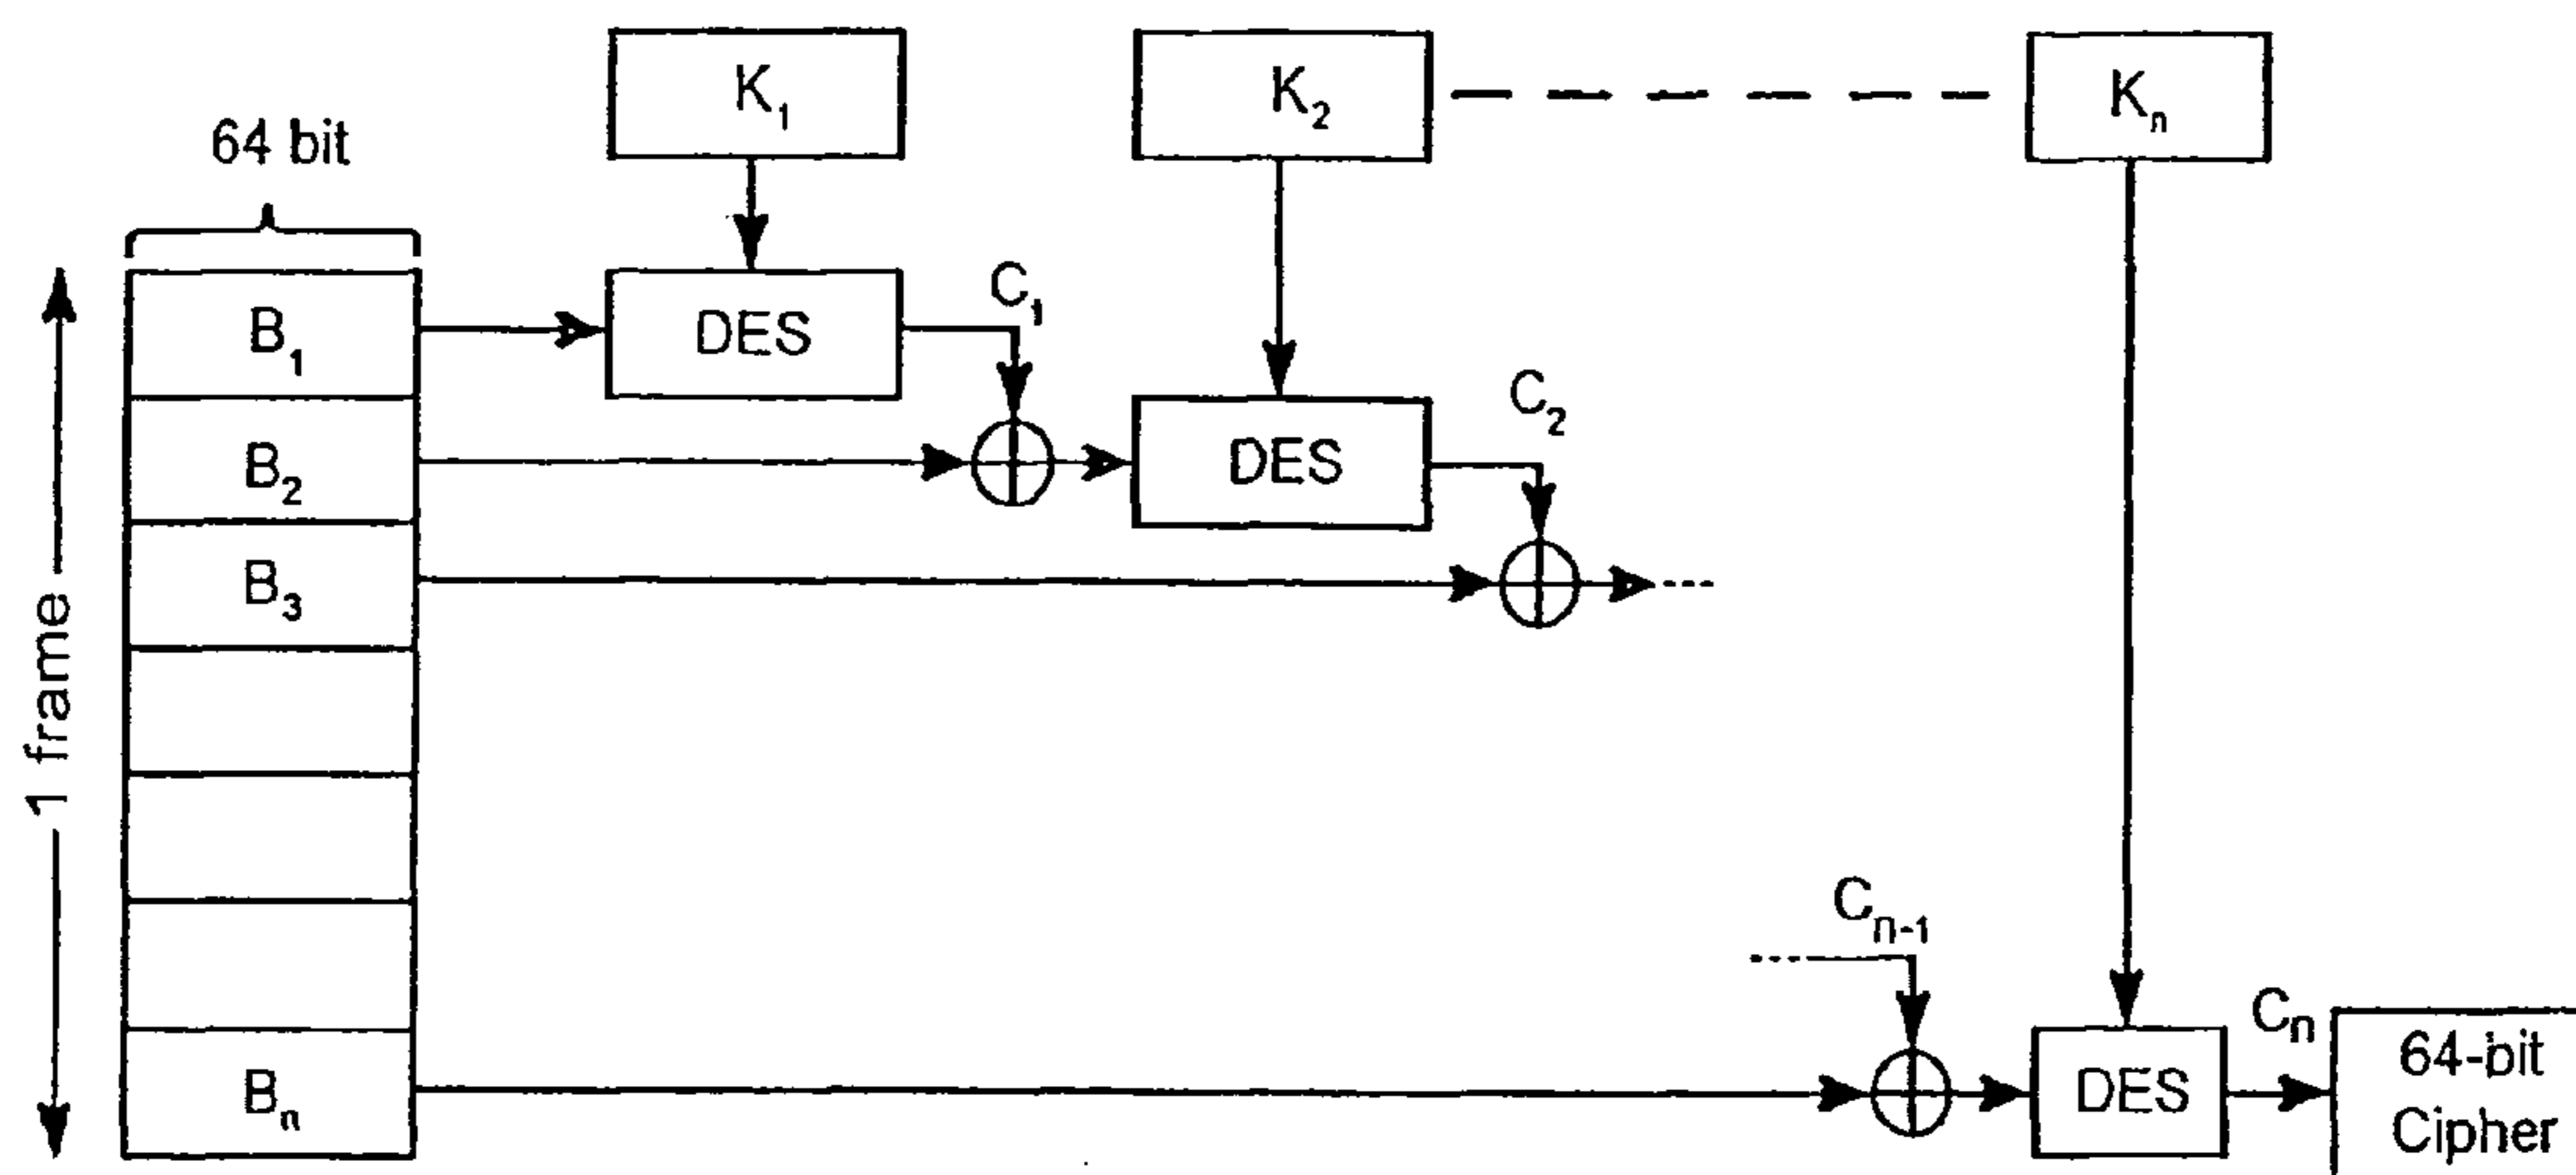 K₁
K₂
Kₙ
64 bit
B₁
DES
C₁
B₂
DES
C₂
B₃
1 frame
Cₙ₋₁
Bₙ
DES
Cₙ
64-bit
Cipher